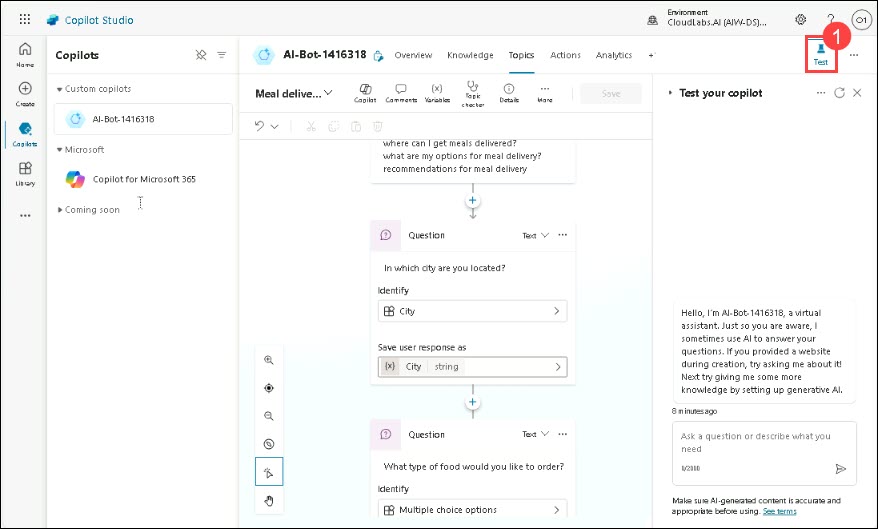 Copilot Studio
Environment
CloudLabs.AI (AIW-DS)...
?
O1
1
Home
Create
Copilots
Library
Copilots
Custom copilots
AI-Bot-1416318
Microsoft
Copilot for Microsoft 365
Coming soon
AI-Bot-1416318
Overview
Knowledge
Topics
Actions
Analytics
+
Test
...
Meal delive...
Copilot
Comments
{x}
Variables
Topic checker
Details
...
More
Save
where can I get meals delivered?
what are my options for meal delivery?
recommendations for meal delivery
Question
Text
...
In which city are you located?
Identify
City
Save user response as
{x} City string
Question
Text
...
What type of food would you like to order?
Identify
Multiple choice options
Test your copilot
...
Hello, I'm AI-Bot-1416318, a virtual
assistant. Just so you are aware, I
sometimes use AI to answer your
questions. If you provided a website
during creation, try asking me about it!
Next try giving me some more
knowledge by setting up generative AI.
8 minutes ago
Ask a question or describe what you
need
0/2000
Make sure AI-generated content is accurate and
appropriate before using. See terms